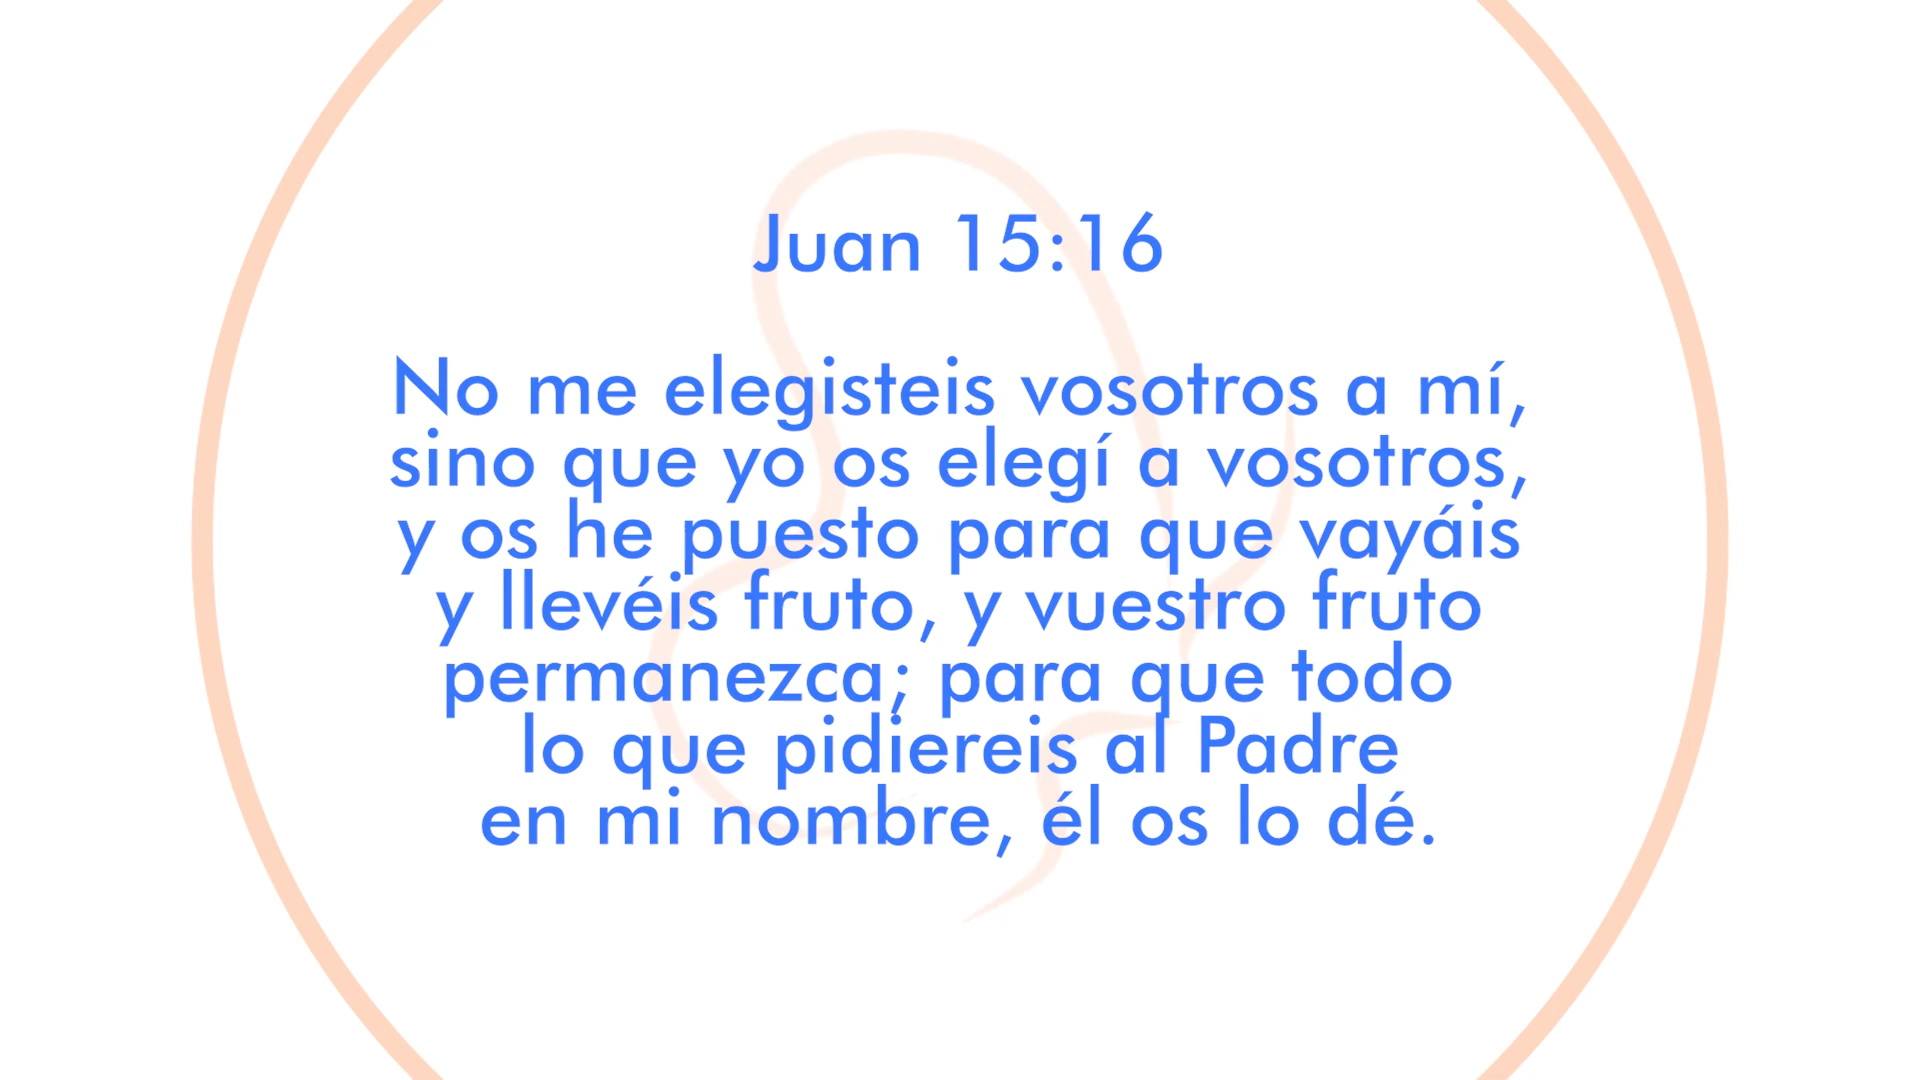 Juan 15:16
No me elegisteis vosotros a mí,
sino que yo os elegí a vosotros,
y os he puesto para que vayáis
y llevéis fruto, y vuestro fruto
permanezca; para que todo
lo que pidiereis al Padre
en mi nombre, él os lo dé.